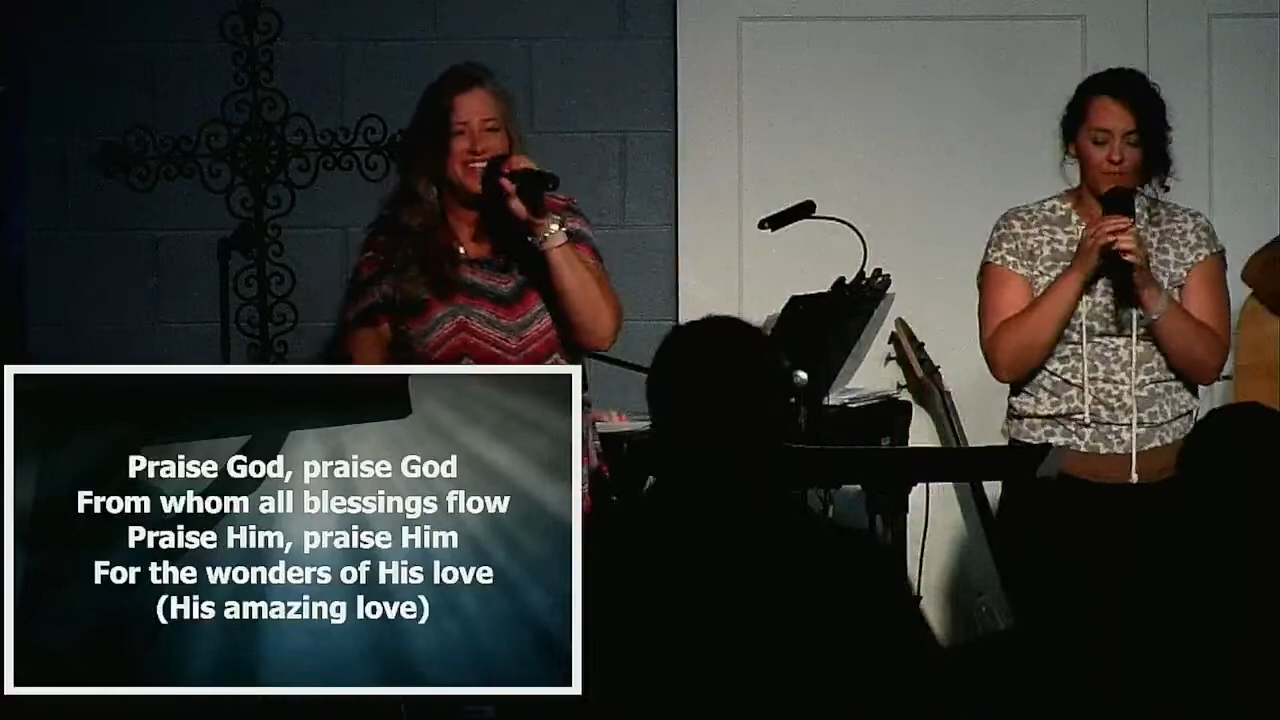 Praise God, praise God
From whom all blessings flow
Praise Him, praise Him
For the wonders of His love
(His amazing love)